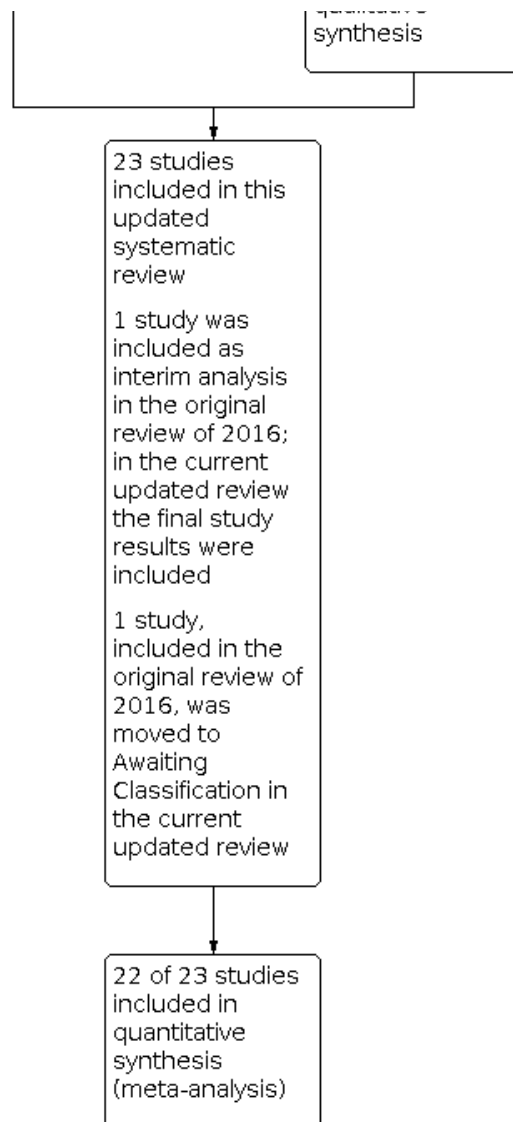 synthesis
23 studies
included in this
updated
systematic
review
1 study was
included as
interim analysis
in the original
review of 2016;
in the current
updated review
the final study
results were
included
1 study,
included in the
original review of
2016, was
moved to
Awaiting
Classification in
the current
updated review
22 of 23 studies
included in
quantitative
synthesis
(meta-analysis)